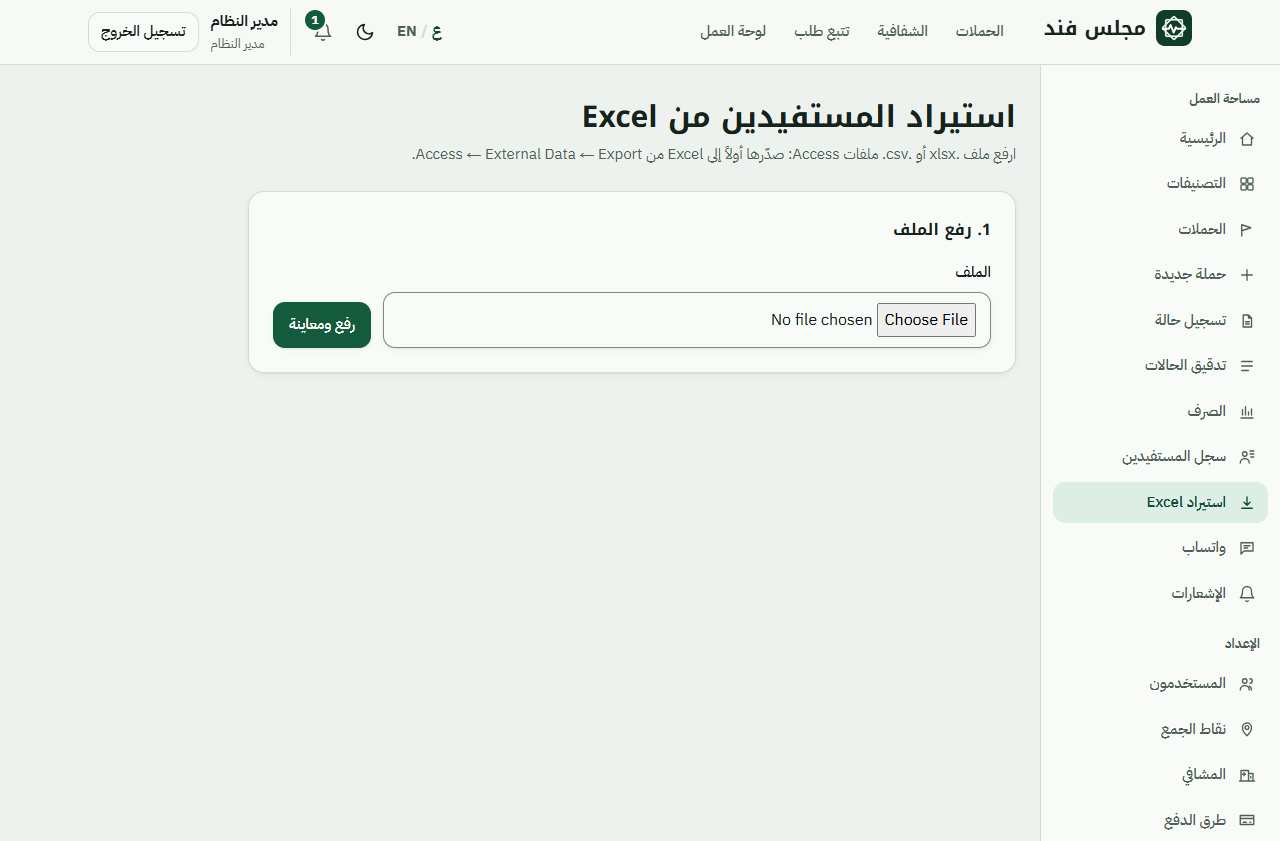 مجلس فند
الحملات
الشفافية
تتبع طلب
لوحة العمل
ع / EN
1
مدير النظام
مدير النظام
تسجيل الخروج
مساحة العمل
الرئيسية
التصنيفات
الحملات
حملة جديدة
تسجيل حالة
تدقيق الحالات
الصرف
سجل المستفيدين
استيراد Excel
واتساب
الإشعارات
الإعداد
المستخدمون
نقاط الجمع
المشافي
طرق الدفع
استيراد المستفيدين من Excel
ارفع ملف .xlsx أو .csv. ملفات Access: صدّرها أولاً إلى Excel من Access ← External Data ← Export.
1. رفع الملف
الملف
Choose File No file chosen
رفع ومعاينة